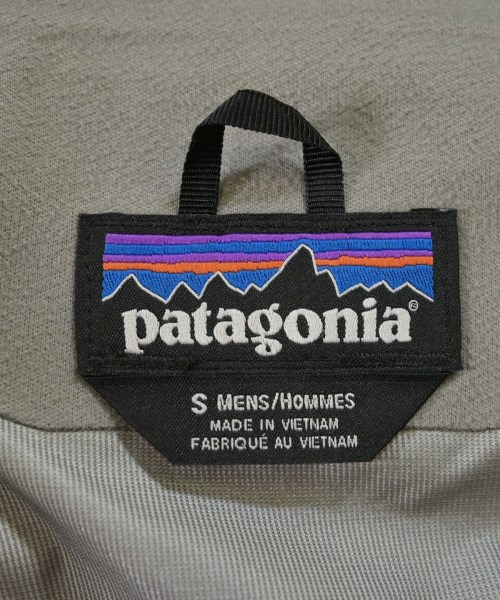 patagonia®
S MENS/HOMMES
MADE IN VIETNAM
FABRIQUÉ AU VIETNAM